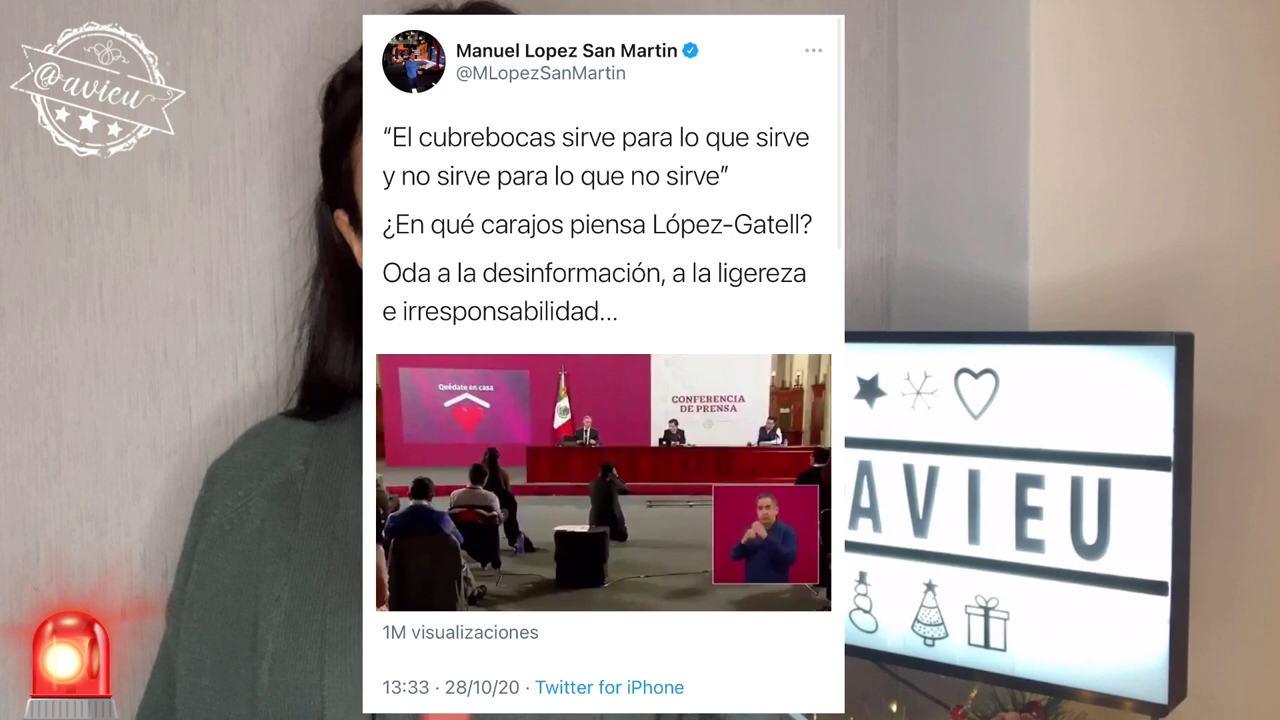 @avieu
Manuel Lopez San Martin
@MLopezSanMartin
“El cubrebocas sirve para lo que sirve
y no sirve para lo que no sirve”
¿En qué carajos piensa López-Gatell?
Oda a la desinformación, a la ligereza
e irresponsabilidad...
Quédate en casa
CONFERENCIA
DE PRENSA
1M visualizaciones
13:33 · 28/10/20 · Twitter for iPhone
AVIEU